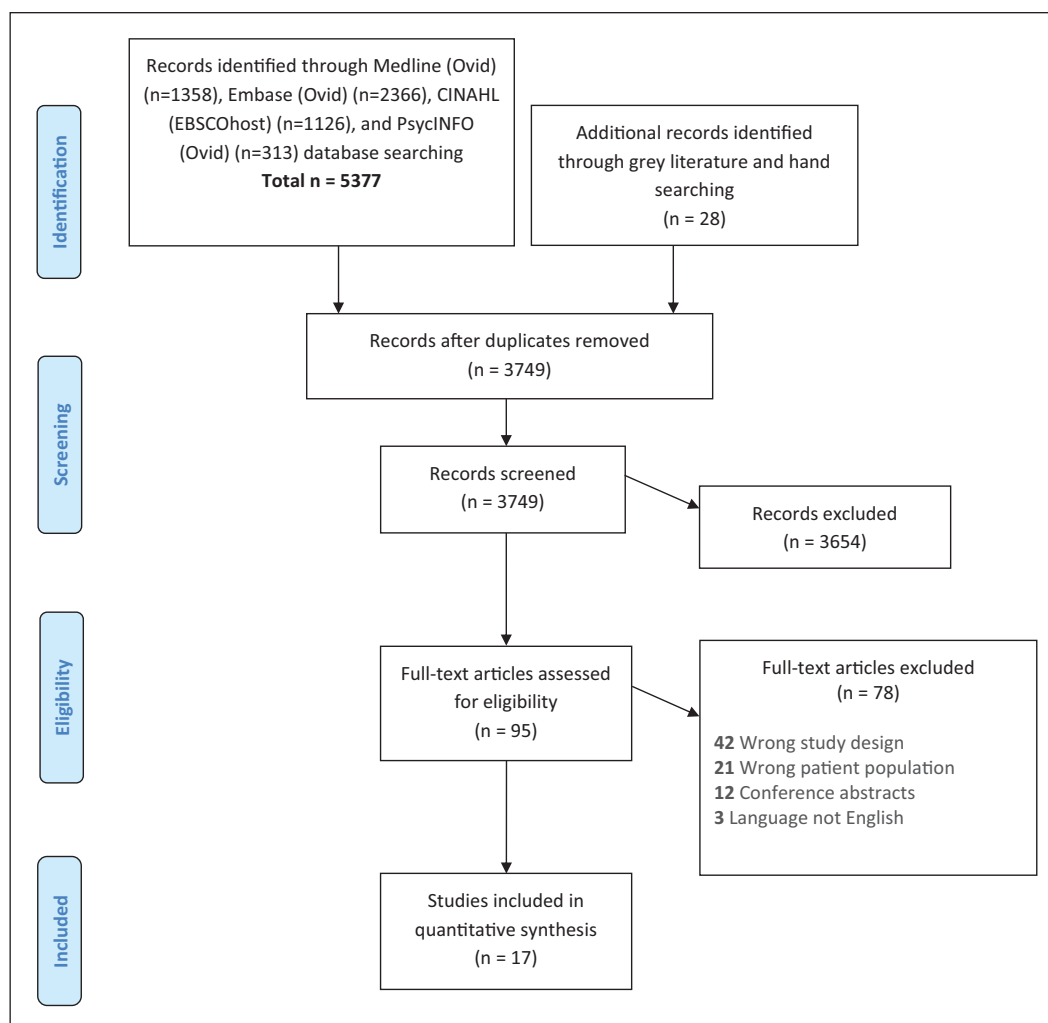 Identification
Records identified through Medline (Ovid)
(n=1358), Embase (Ovid) (n=2366), CINAHL
(EBSCOhost) (n=1126), and PsycINFO
(Ovid) (n=313) database searching
Total n = 5377
Additional records identified
through grey literature and hand
searching
(n = 28)
Records after duplicates removed
(n = 3749)
Screening
Records screened
(n = 3749)
Records excluded
(n = 3654)
Eligibility
Full-text articles assessed
for eligibility
(n = 95)
Full-text articles excluded
(n = 78)
42 Wrong study design
21 Wrong patient population
12 Conference abstracts
3 Language not English
Included
Studies included in
quantitative synthesis
(n = 17)